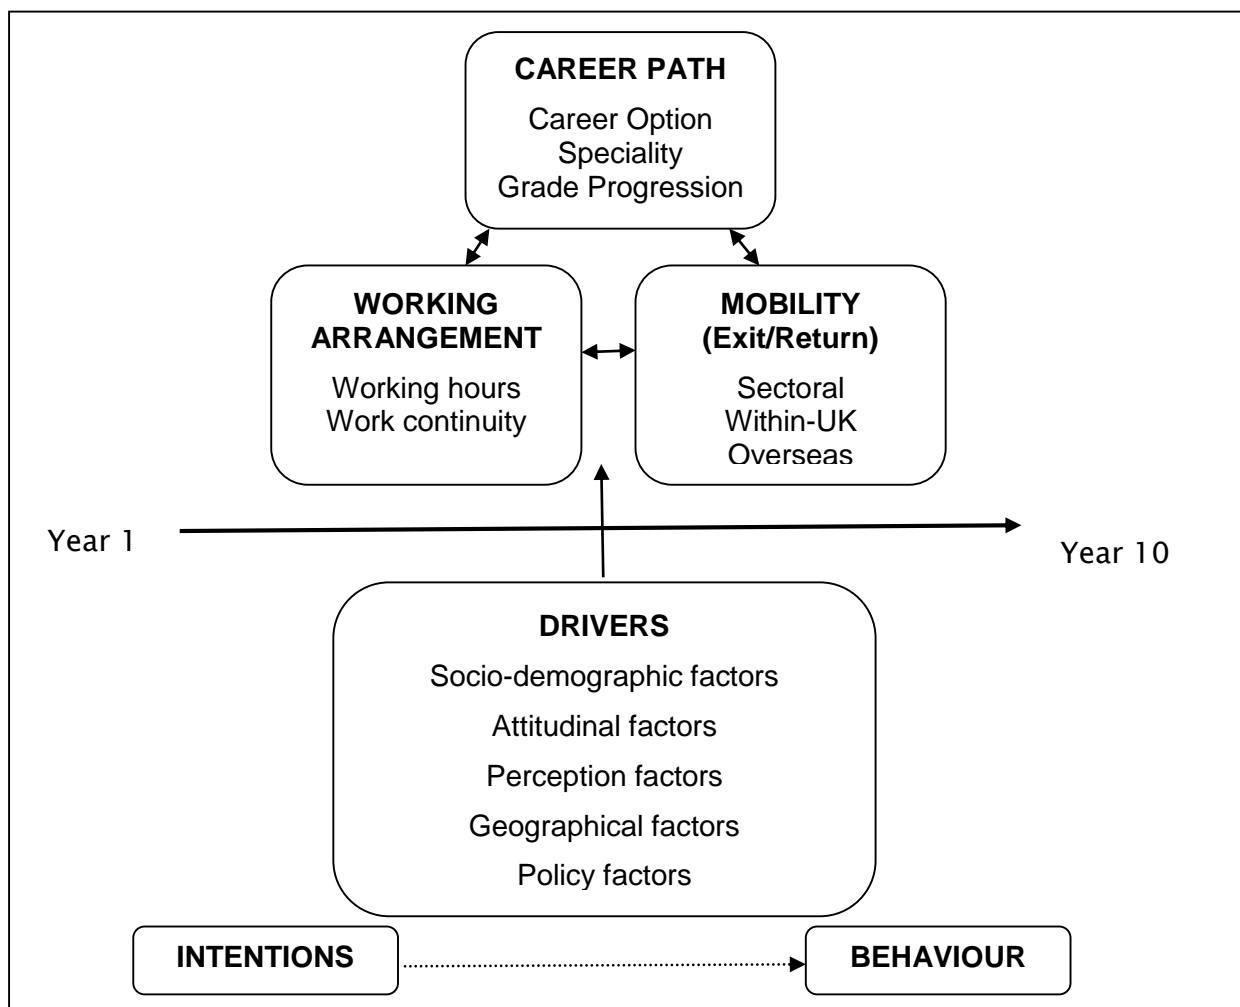 CAREER PATH
Career Option
Speciality
Grade Progression
WORKING
ARRANGEMENT
Working hours
Work continuity
MOBILITY
(Exit/Return)
Sectoral
Within-UK
Overseas
Year 1
Year 10
DRIVERS
Socio-demographic factors
Attitudinal factors
Perception factors
Geographical factors
Policy factors
INTENTIONS
BEHAVIOUR